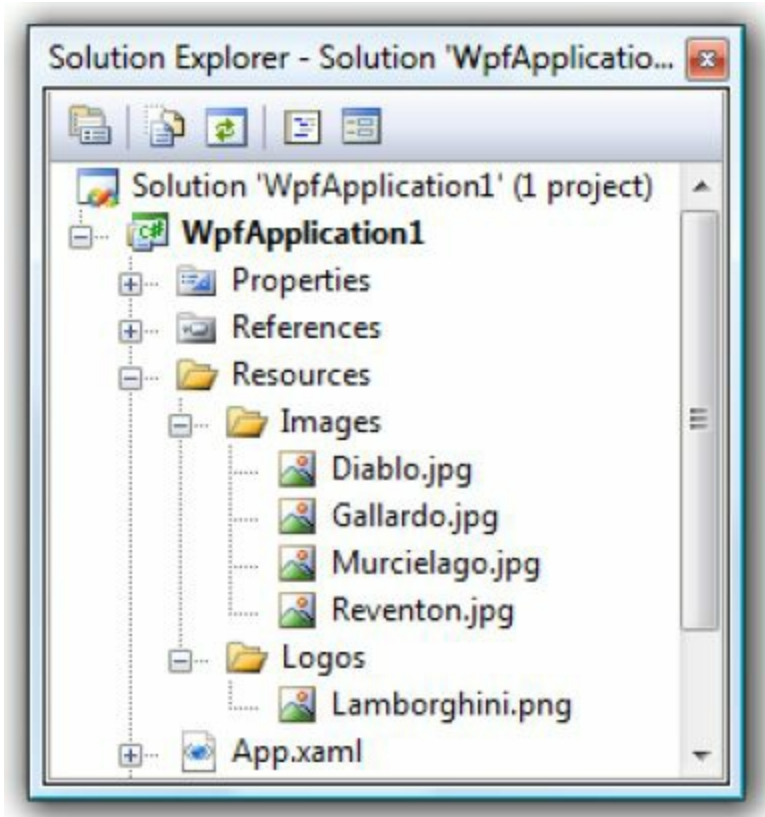 Solution Explorer - Solution 'WpfApplicatio...
Solution 'WpfApplication1' (1 project)
C#
WpfApplication1
Properties
References
Resources
Images
Diablo.jpg
Gallardo.jpg
Murcielago.jpg
Reventon.jpg
Logos
Lamborghini.png
App.xaml